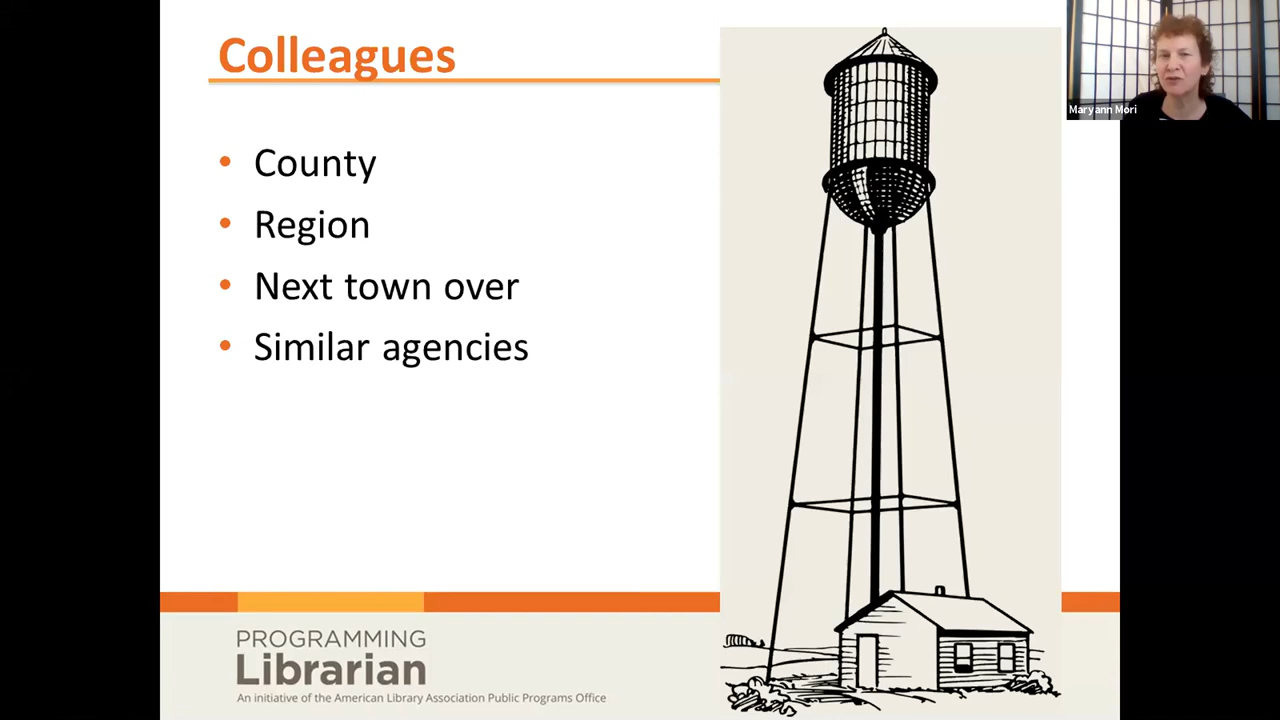 Colleagues
Maryann Mori
• County
• Region
• Next town over
• Similar agencies
PROGRAMMING
Librarian
An initiative of the American Library Association Public Programs Office